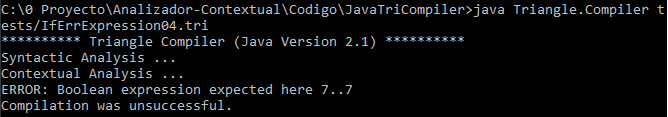 C:\0 Proyecto\Analizador-Contextual\Codigo\JavaTriCompiler>java Triangle.Compiler t
ests/IfErrExpression04.tri
********** Triangle Compiler (Java Version 2.1) **********
Syntactic Analysis ...
Contextual Analysis ...
ERROR: Boolean expression expected here 7..7
Compilation was unsuccessful.